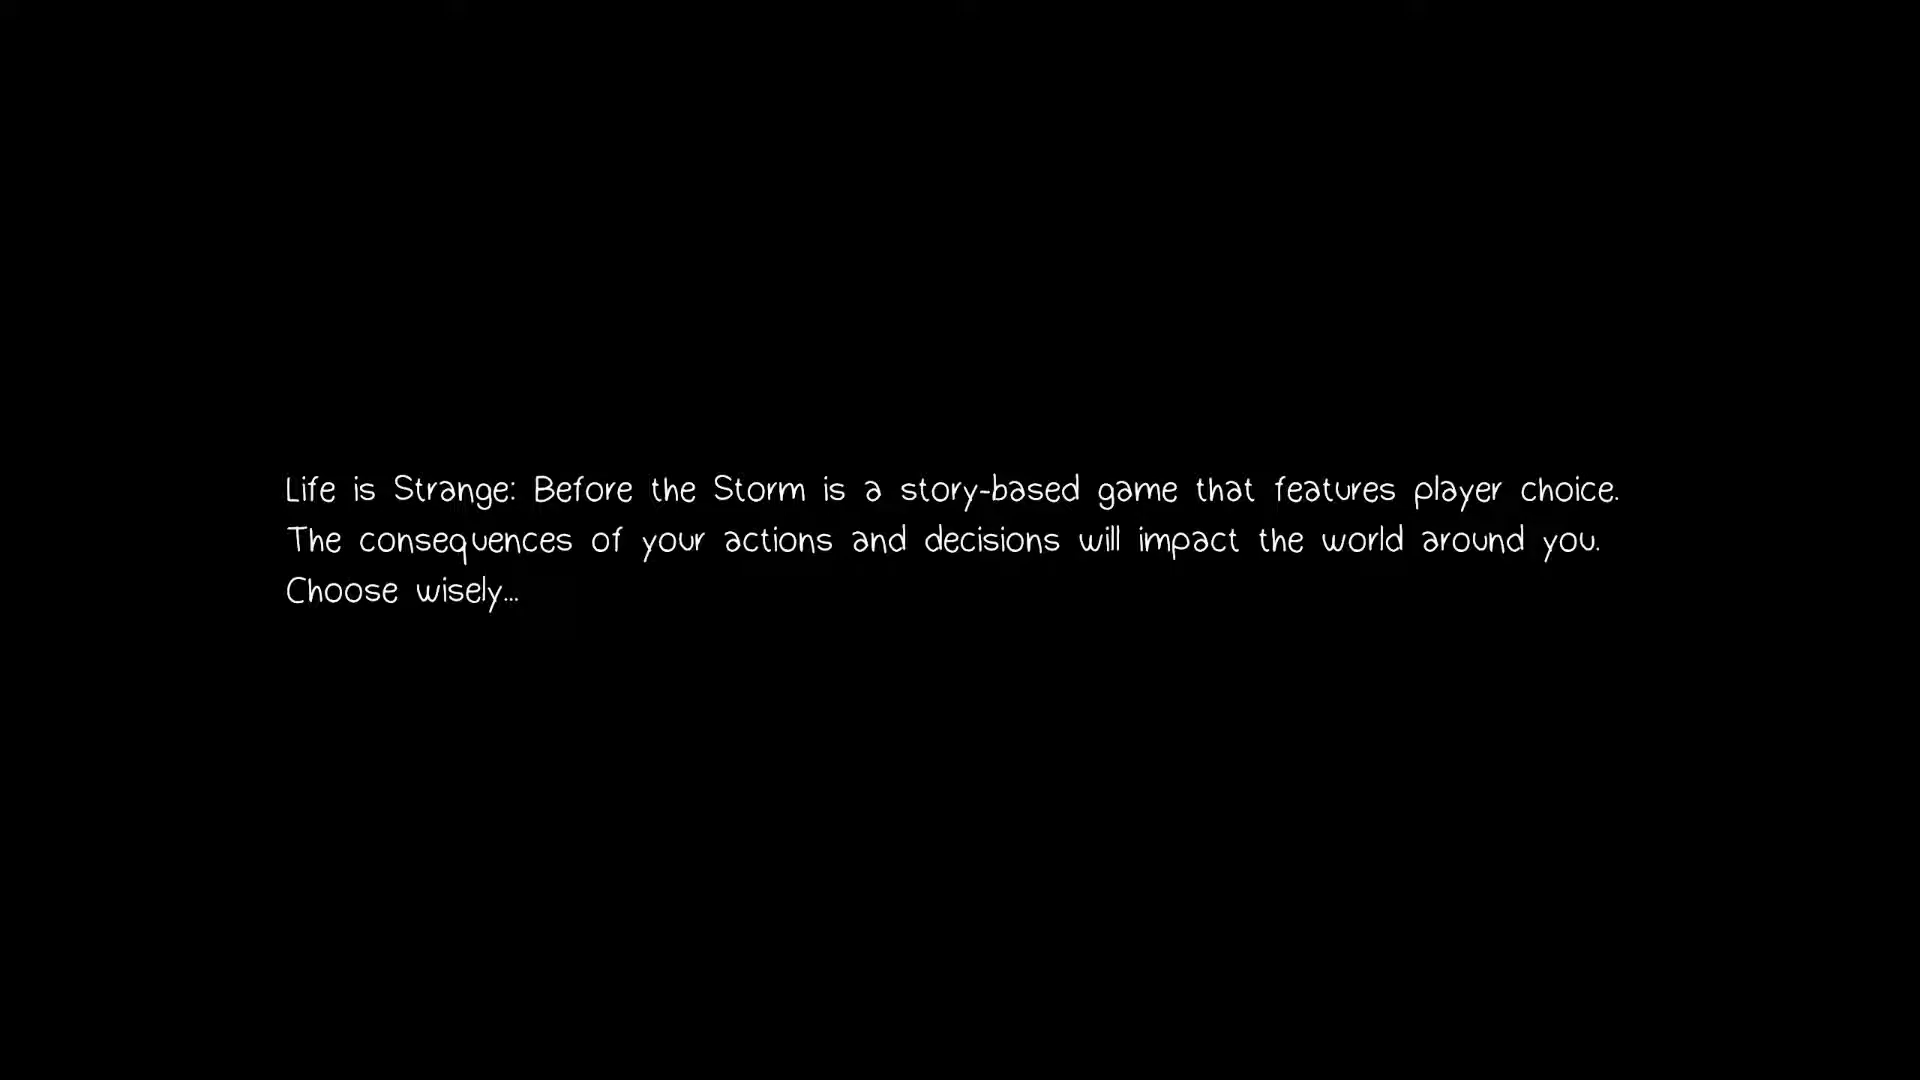 Life is Strange: Before the Storm is a story-based game that features player choice.
The consequences of your actions and decisions will impact the world around you.
Choose wisely...